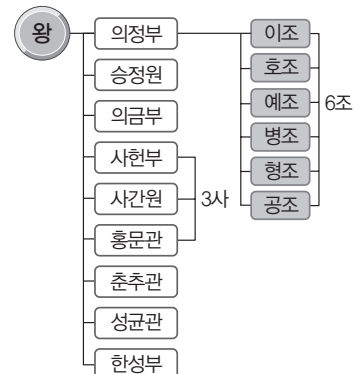 왕
의정부
승정원
의금부
사헌부
사간원
홍문관
춘추관
성균관
한성부
3사
이조
호조
예조
병조
형조
공조
6조